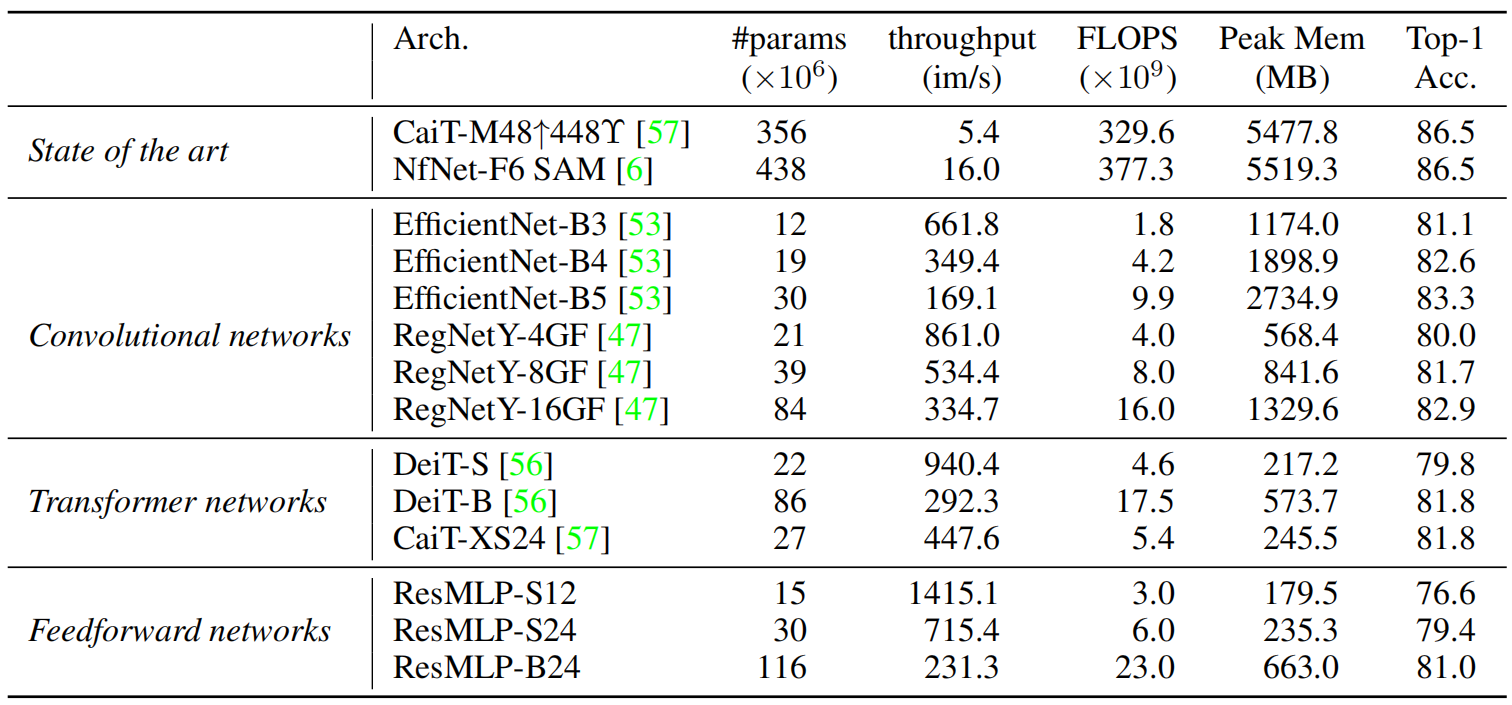 Arch. #params throughput FLOPS Peak Mem Top-1
(×10⁶) (im/s) (×10⁹) (MB) Acc.
State of the art
CaiT-M48↑448ϒ [57] 356 5.4 329.6 5477.8 86.5
NfNet-F6 SAM [6] 438 16.0 377.3 5519.3 86.5
Convolutional networks
EfficientNet-B3 [53] 12 661.8 1.8 1174.0 81.1
EfficientNet-B4 [53] 19 349.4 4.2 1898.9 82.6
EfficientNet-B5 [53] 30 169.1 9.9 2734.9 83.3
RegNetY-4GF [47] 21 861.0 4.0 568.4 80.0
RegNetY-8GF [47] 39 534.4 8.0 841.6 81.7
RegNetY-16GF [47] 84 334.7 16.0 1329.6 82.9
Transformer networks
DeiT-S [56] 22 940.4 4.6 217.2 79.8
DeiT-B [56] 86 292.3 17.5 573.7 81.8
CaiT-XS24 [57] 27 447.6 5.4 245.5 81.8
Feedforward networks
ResMLP-S12 15 1415.1 3.0 179.5 76.6
ResMLP-S24 30 715.4 6.0 235.3 79.4
ResMLP-B24 116 231.3 23.0 663.0 81.0